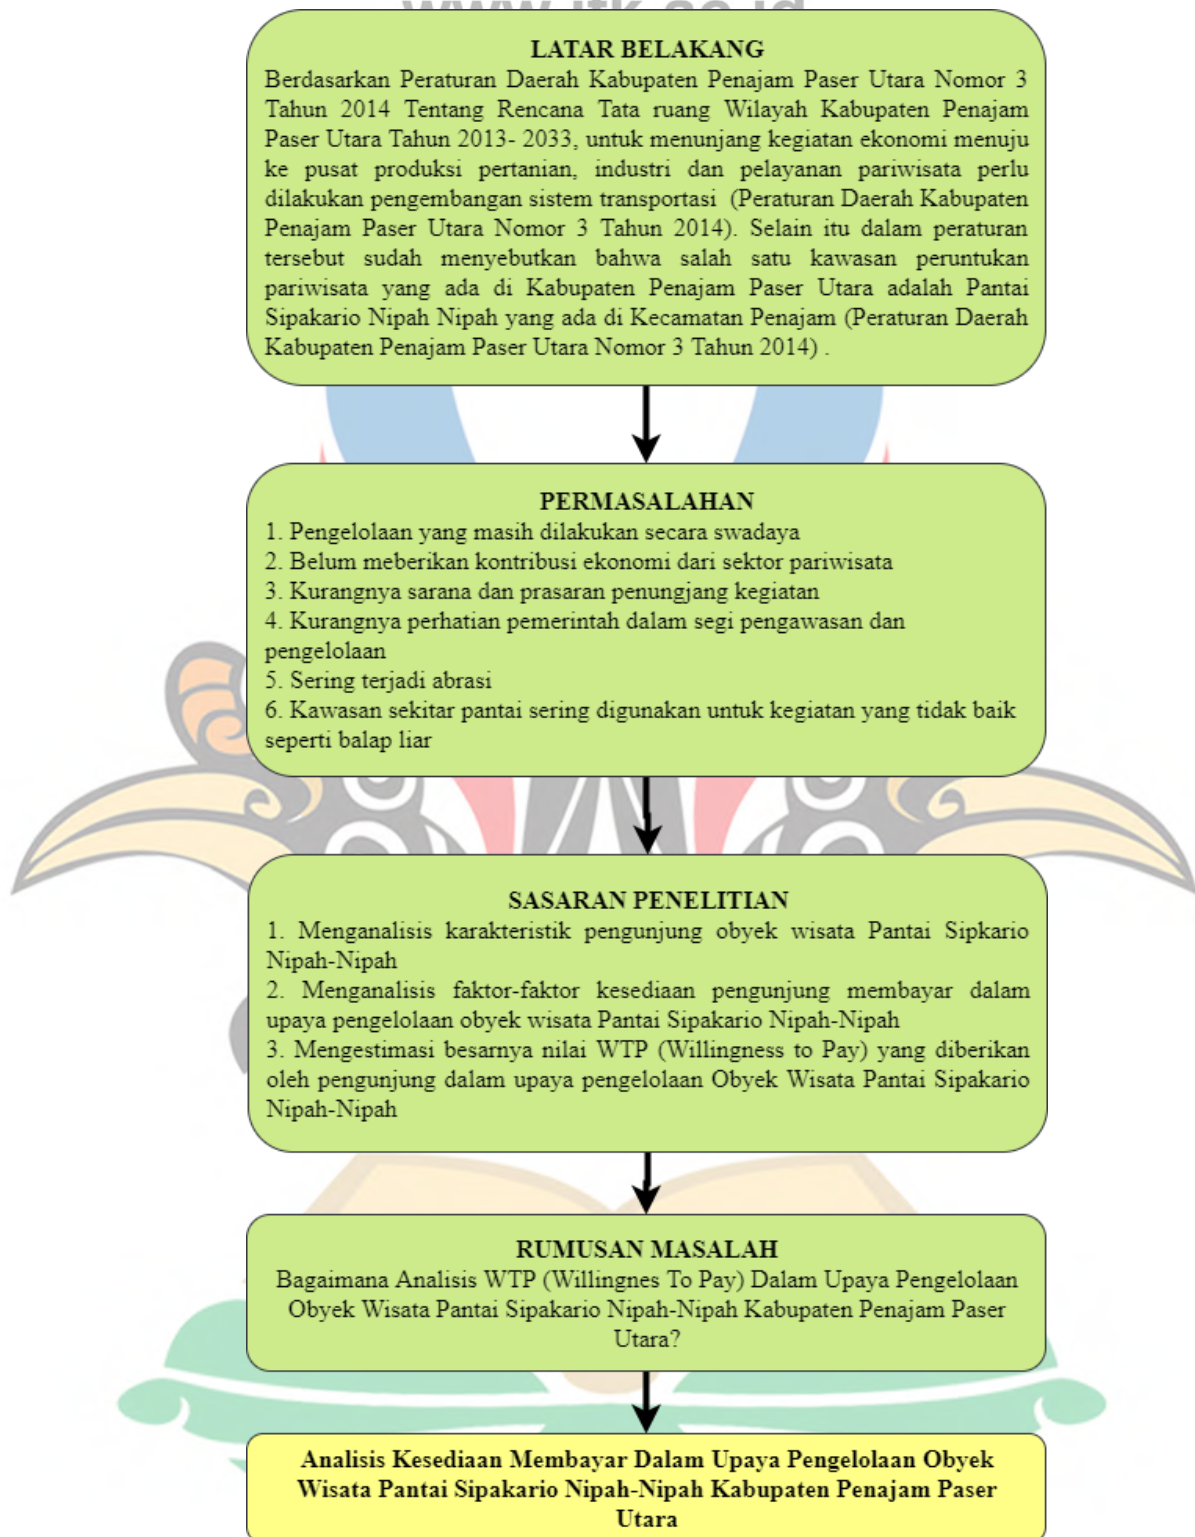 www.itk.ac.id
LATAR BELAKANG
Berdasarkan Peraturan Daerah Kabupaten Penajam Paser Utara Nomor 3
Tahun 2014 Tentang Rencana Tata ruang Wilayah Kabupaten Penajam
Paser Utara Tahun 2013- 2033, untuk menunjang kegiatan ekonomi menuju
ke pusat produksi pertanian, industri dan pelayanan pariwisata perlu
dilakukan pengembangan sistem transportasi (Peraturan Daerah Kabupaten
Penajam Paser Utara Nomor 3 Tahun 2014). Selain itu dalam peraturan
tersebut sudah menyebutkan bahwa salah satu kawasan peruntukan
pariwisata yang ada di Kabupaten Penajam Paser Utara adalah Pantai
Sipakario Nipah Nipah yang ada di Kecamatan Penajam (Peraturan Daerah
Kabupaten Penajam Paser Utara Nomor 3 Tahun 2014) .
PERMASALAHAN
1. Pengelolaan yang masih dilakukan secara swadaya
2. Belum meberikan kontribusi ekonomi dari sektor pariwisata
3. Kurangnya sarana dan prasaran penungjang kegiatan
4. Kurangnya perhatian pemerintah dalam segi pengawasan dan
pengelolaan
5. Sering terjadi abrasi
6. Kawasan sekitar pantai sering digunakan untuk kegiatan yang tidak baik
seperti balap liar
SASARAN PENELITIAN
1. Menganalisis karakteristik pengunjung obyek wisata Pantai Sipkario
Nipah-Nipah
2. Menganalisis faktor-faktor kesediaan pengunjung membayar dalam
upaya pengelolaan obyek wisata Pantai Sipakario Nipah-Nipah
3. Mengestimasi besarnya nilai WTP (Willingness to Pay) yang diberikan
oleh pengunjung dalam upaya pengelolaan Obyek Wisata Pantai Sipakario
Nipah-Nipah
RUMUSAN MASALAH
Bagaimana Analisis WTP (Willingnes To Pay) Dalam Upaya Pengelolaan
Obyek Wisata Pantai Sipakario Nipah-Nipah Kabupaten Penajam Paser
Utara?
Analisis Kesediaan Membayar Dalam Upaya Pengelolaan Obyek
Wisata Pantai Sipakario Nipah-Nipah Kabupaten Penajam Paser
Utara